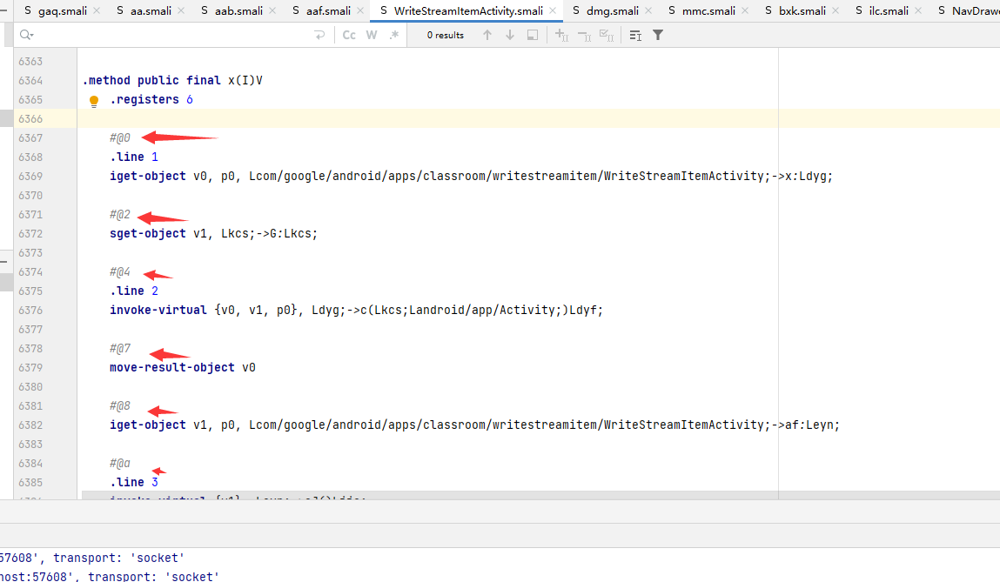 gaq.smali aa.smali aab.smali aaf.smali WriteStreamItemActivity.smali dmg.smali mmc.smali bxk.smali ilc.smali
Cc W .* 0 results
6363
6364 .method public final x(I)V
6365 .registers 6
6366
6367 #@0
6368 .line 1
6369 iget-object v0, p0, Lcom/google/android/apps/classroom/writestreamitem/WriteStreamItemActivity;->x:Ldyg;
6370
6371 #@2
6372 sget-object v1, Lkcs;->G:Lkcs;
6373
6374 #@4
6375 .line 2
6376 invoke-virtual {v0, v1, p0}, Ldyg;->c(Lkcs;Landroid/app/Activity;)Ldyf;
6377
6378 #@7
6379 move-result-object v0
6380
6381 #@8
6382 iget-object v1, p0, Lcom/google/android/apps/classroom/writestreamitem/WriteStreamItemActivity;->af:Leyn;
6383
6384 #@a
6385 .line 3
57608', transport: 'socket'
host:57608', transport: 'socket'